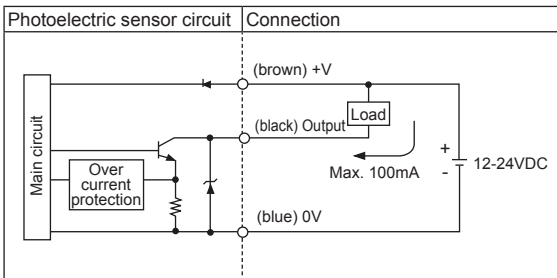 Photoelectric sensor circuit
Connection
(brown) +V
Load
(black) Output
Main circuit
Over
current
protection
Max. 100mA
+
-
12-24VDC
(blue) 0V